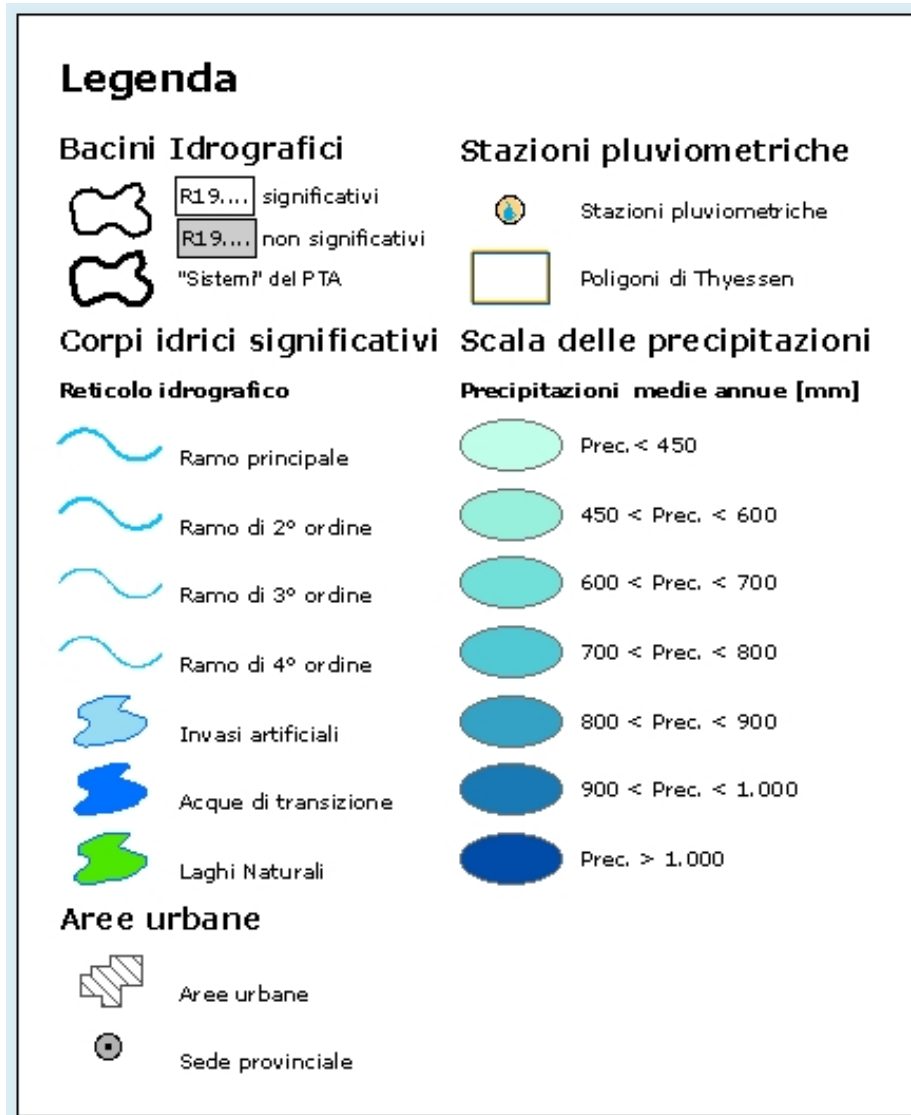 Legenda
Bacini Idrografici
R19.... significativi
R19.... non significativi
"Sistemi" del PTA
Corpi idrici significativi
Reticolo idrografico
Ramo principale
Ramo di 2° ordine
Ramo di 3° ordine
Ramo di 4° ordine
Invasi artificiali
Acque di transizione
Laghi Naturali
Aree urbane
Aree urbane
Sede provinciale
Stazioni pluviometriche
Stazioni pluviometriche
Poligoni di Thyessen
Scala delle precipitazioni
Precipitazioni medie annue [mm]
Prec. < 450
450 < Prec. < 600
600 < Prec. < 700
700 < Prec. < 800
800 < Prec. < 900
900 < Prec. < 1.000
Prec. > 1.000